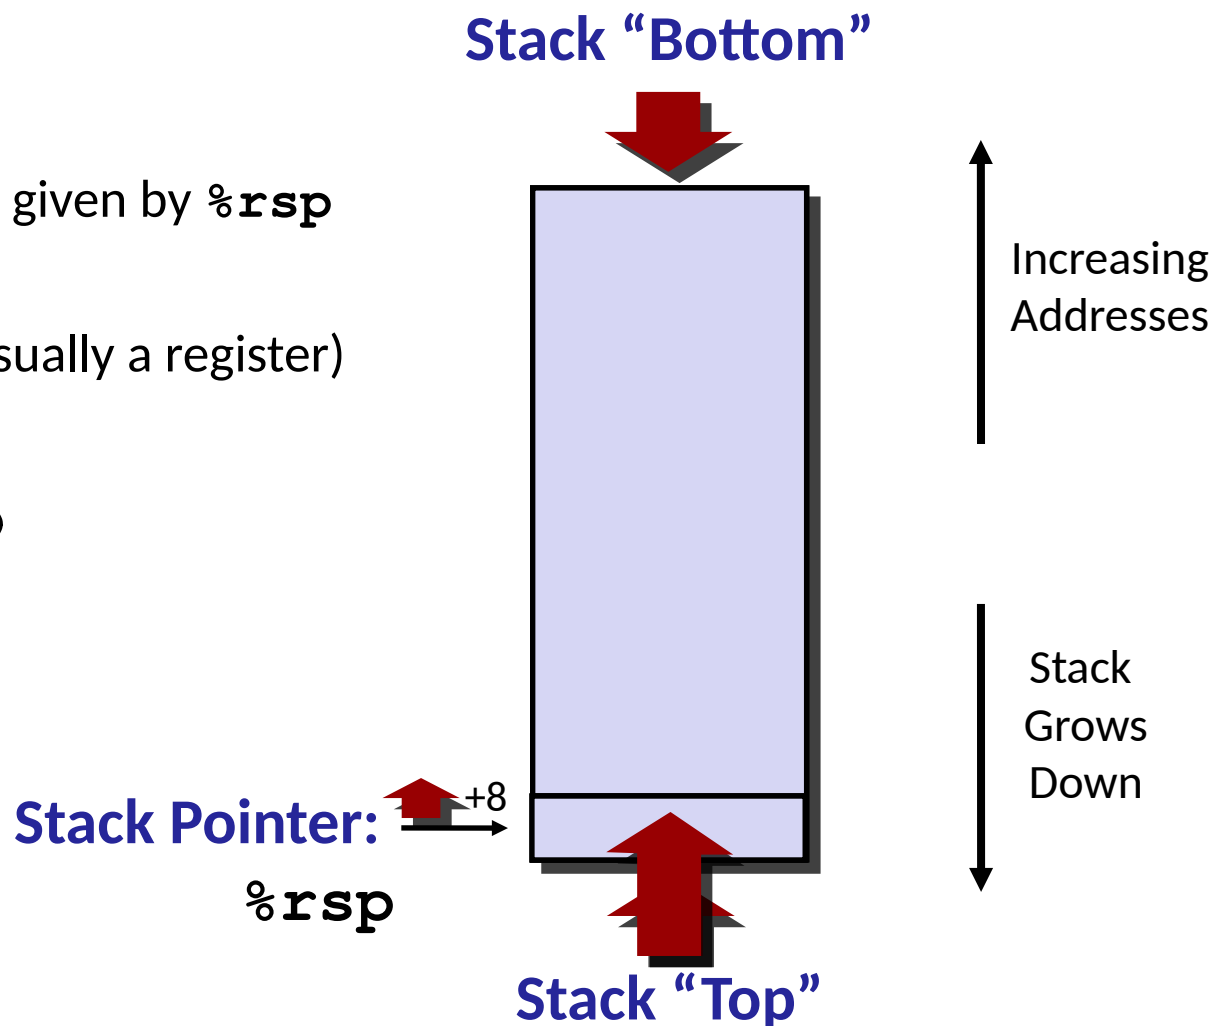 Stack “Bottom”
given by %rsp
Increasing
Addresses
sually a register)
Stack
Grows
Down
+8
Stack Pointer:
%rsp
Stack “Top”